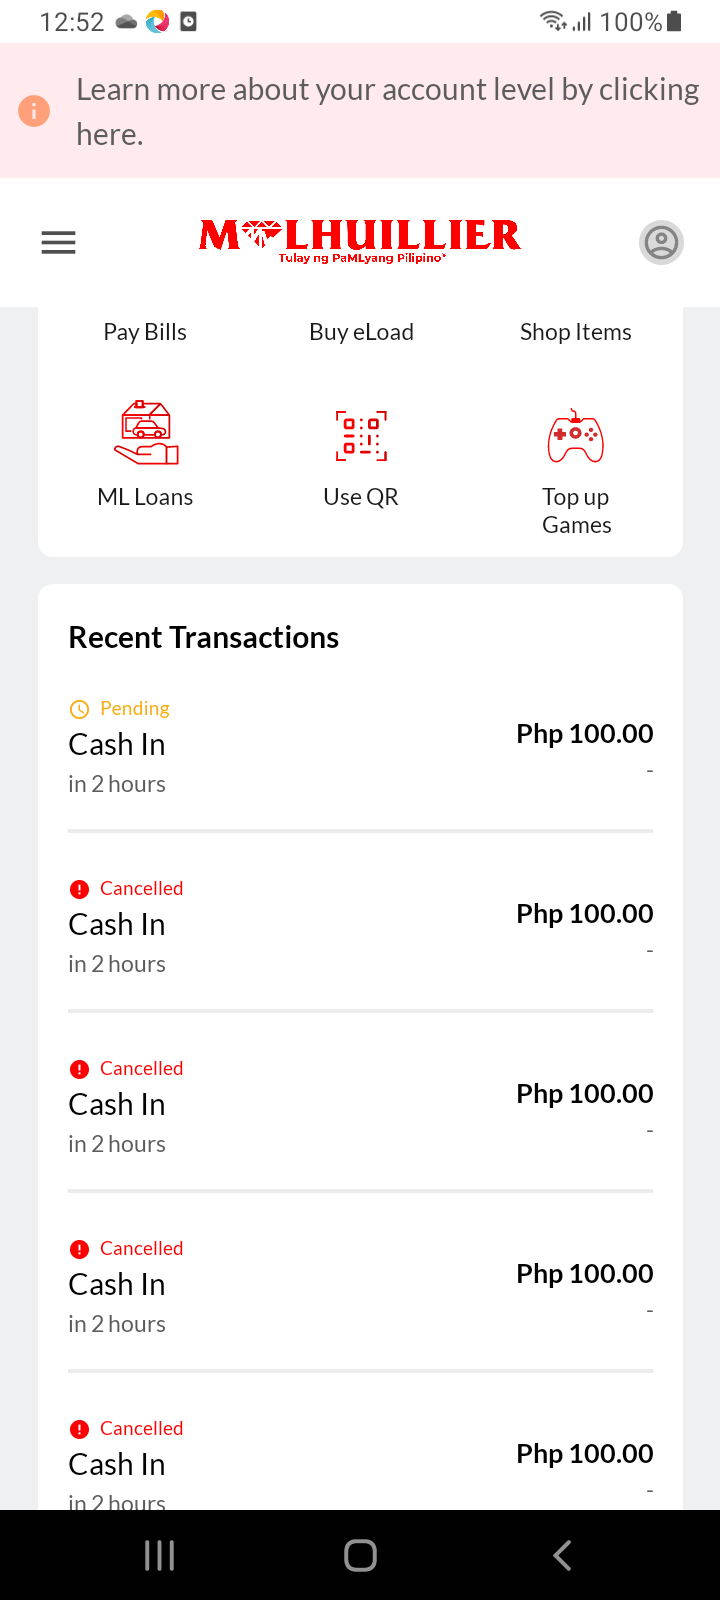 12:52
100%
Learn more about your account level by clicking
here.
M LHUILLIER
Tulay ng PaMLyang Pilipino®
Pay Bills
Buy eLoad
Shop Items
ML Loans
Use QR
Top up
Games
Recent Transactions
Pending
Cash In
Php 100.00
in 2 hours
-
Cancelled
Cash In
Php 100.00
in 2 hours
-
Cancelled
Cash In
Php 100.00
in 2 hours
-
Cancelled
Cash In
Php 100.00
in 2 hours
-
Cancelled
Cash In
Php 100.00
in 2 hours
-